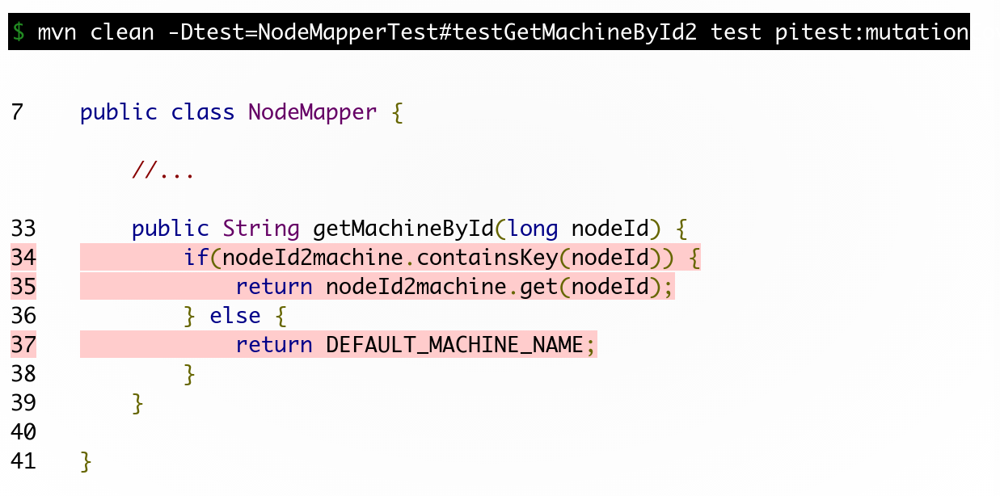 $ mvn clean -Dtest=NodeMapperTest#testGetMachineById2 test pitest:mutation
7 public class NodeMapper {
//...
33 public String getMachineById(long nodeId) {
34 if(nodeId2machine.containsKey(nodeId)) {
35 return nodeId2machine.get(nodeId);
36 } else {
37 return DEFAULT_MACHINE_NAME;
38 }
39 }
40
41 }